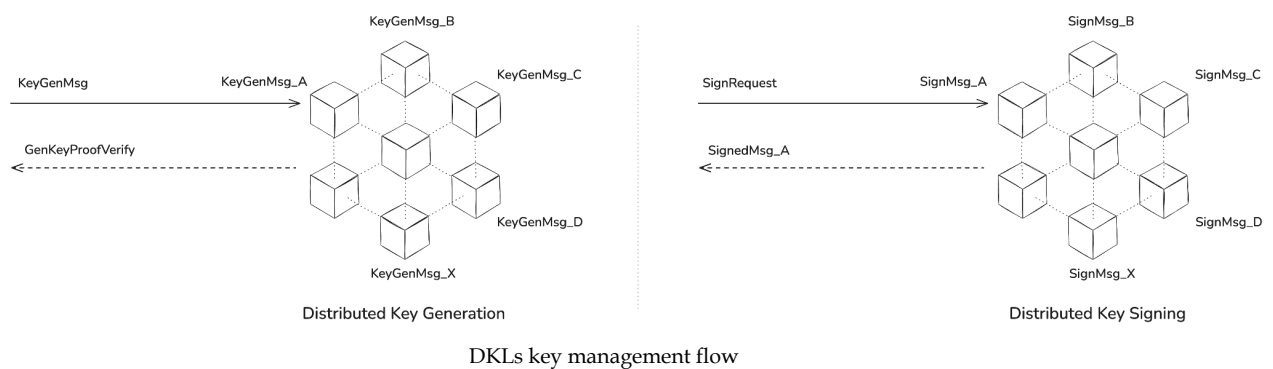 KeyGenMsg_B
KeyGenMsg
KeyGenMsg_A
KeyGenMsg_C
GenKeyProofVerify
KeyGenMsg_D
KeyGenMsg_X
Distributed Key Generation
SignMsg_B
SignRequest
SignMsg_A
SignMsg_C
SignedMsg_A
SignMsg_D
SignMsg_X
Distributed Key Signing
DKLs key management flow